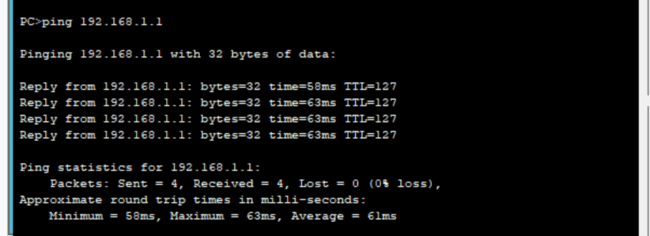 PC>ping 192.168.1.1
Pinging 192.168.1.1 with 32 bytes of data:
Reply from 192.168.1.1: bytes=32 time=58ms TTL=127
Reply from 192.168.1.1: bytes=32 time=63ms TTL=127
Reply from 192.168.1.1: bytes=32 time=63ms TTL=127
Reply from 192.168.1.1: bytes=32 time=63ms TTL=127
Ping statistics for 192.168.1.1:
Packets: Sent = 4, Received = 4, Lost = 0 (0% loss),
Approximate round trip times in milli-seconds:
Minimum = 58ms, Maximum = 63ms, Average = 61ms